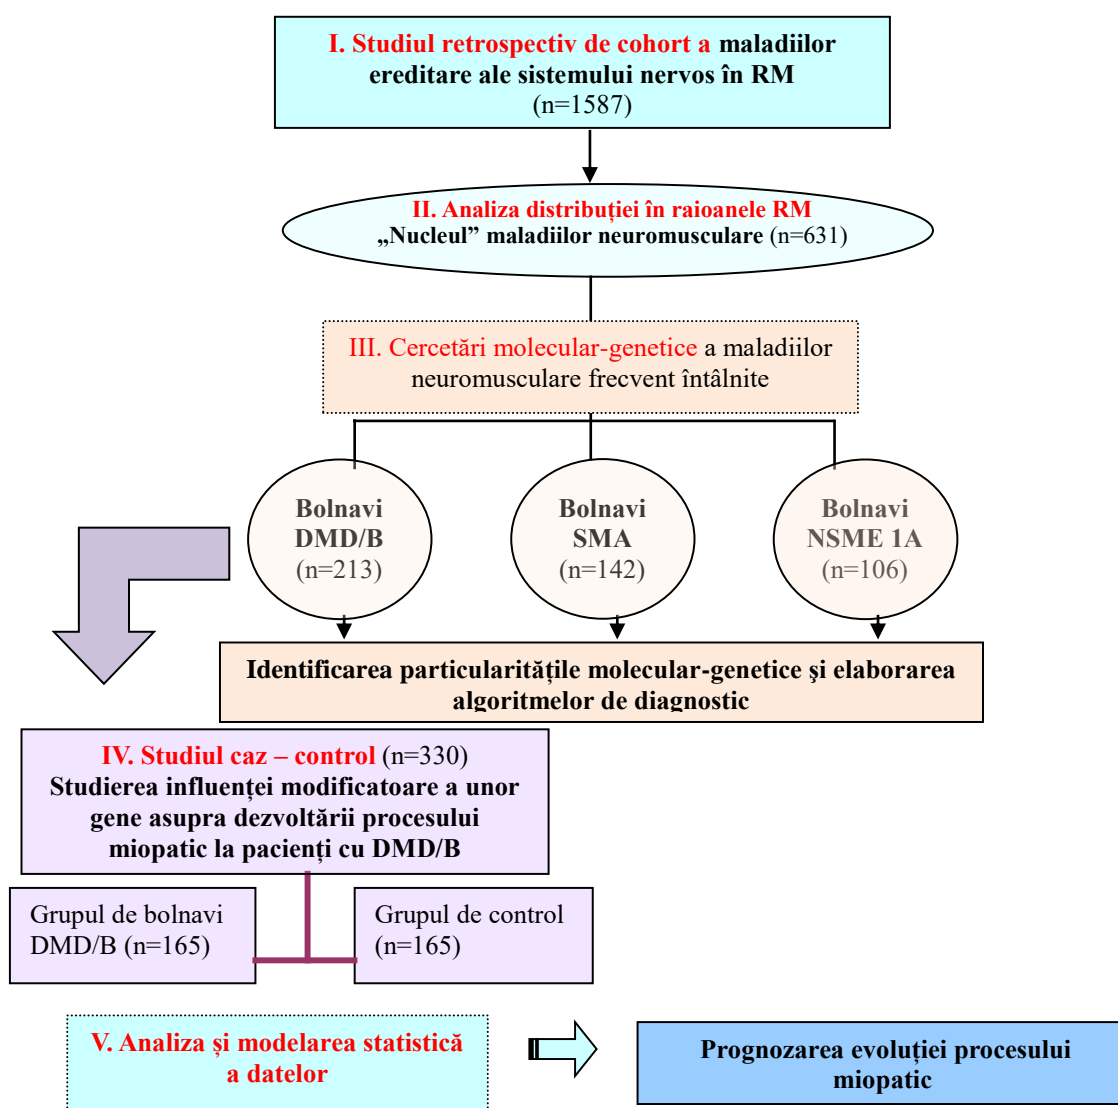 I. Studiul retrospectiv de cohort a maladiilor
ereditare ale sistemului nervos în RM
(n=1587)
II. Analiza distribuției în raioanele RM
„Nucleul” maladiilor neuromusculare (n=631)
III. Cercetări molecular-genetice a maladiilor
neuromusculare frecvent întâlnite
Bolnavi
DMD/B
(n=213)
Bolnavi
SMA
(n=142)
Bolnavi
NSME 1A
(n=106)
Identificarea particularitățile molecular-genetice şi elaborarea
algoritmelor de diagnostic
IV. Studiul caz – control (n=330)
Studierea influenței modificatoare a unor
gene asupra dezvoltării procesului
miopatic la pacienți cu DMD/B
Grupul de bolnavi
DMD/B (n=165)
Grupul de control
(n=165)
V. Analiza și modelarea statistică
a datelor
Prognozarea evoluției procesului
miopatic